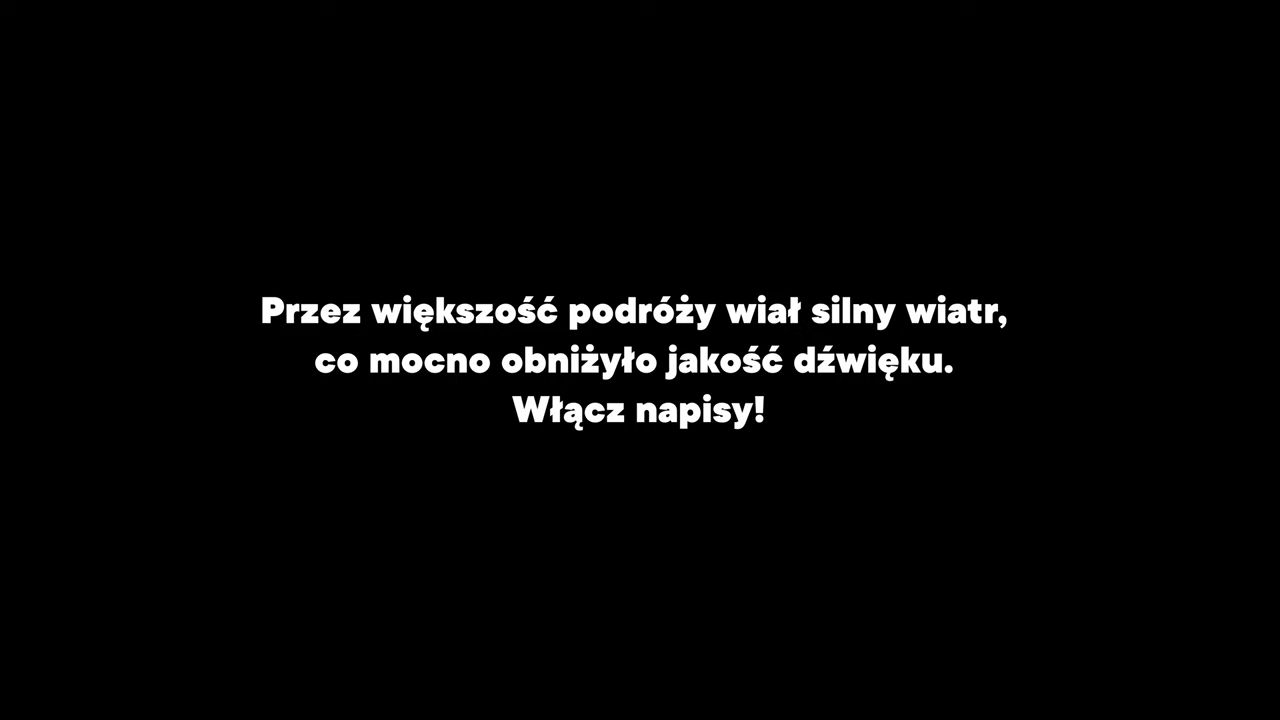 Przez większość podróży wiał silny wiatr,
co mocno obniżyło jakość dźwięku.
Włącz napisy!